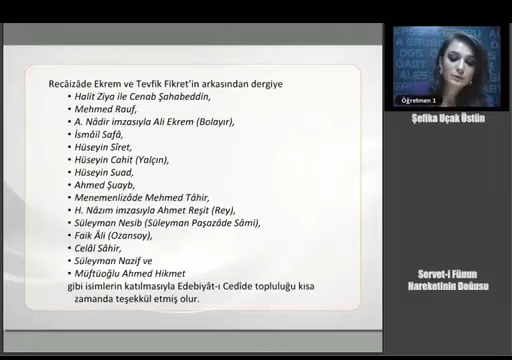 Recâizâde Ekrem ve Tevfik Fikret'in arkasından dergiye
• Halit Ziya ile Cenab Şahabeddin,
• Mehmed Rauf,
• A. Nâdir imzasıyla Ali Ekrem (Bolayır),
• İsmâil Safâ,
• Hüseyin Sîret,
• Hüseyin Cahit (Yalçın),
• Hüseyin Suad,
• Ahmed Şuayb,
• Menemenlizâde Mehmed Tâhir,
• H. Nâzım imzasıyla Ahmet Reşit (Rey),
• Süleyman Nesib (Süleyman Paşazâde Sâmi),
• Faik Âli (Ozansoy),
• Celâl Sâhir,
• Süleyman Nazif ve
• Müftüoğlu Ahmed Hikmet
gibi isimlerin katılmasıyla Edebiyât-ı Cedîde topluluğu kısa
zamanda teşekkül etmiş olur.
Öğretmen 1
Şefika Uçak Üstün
Servet-i Fünun
Hareketinin Doğusu